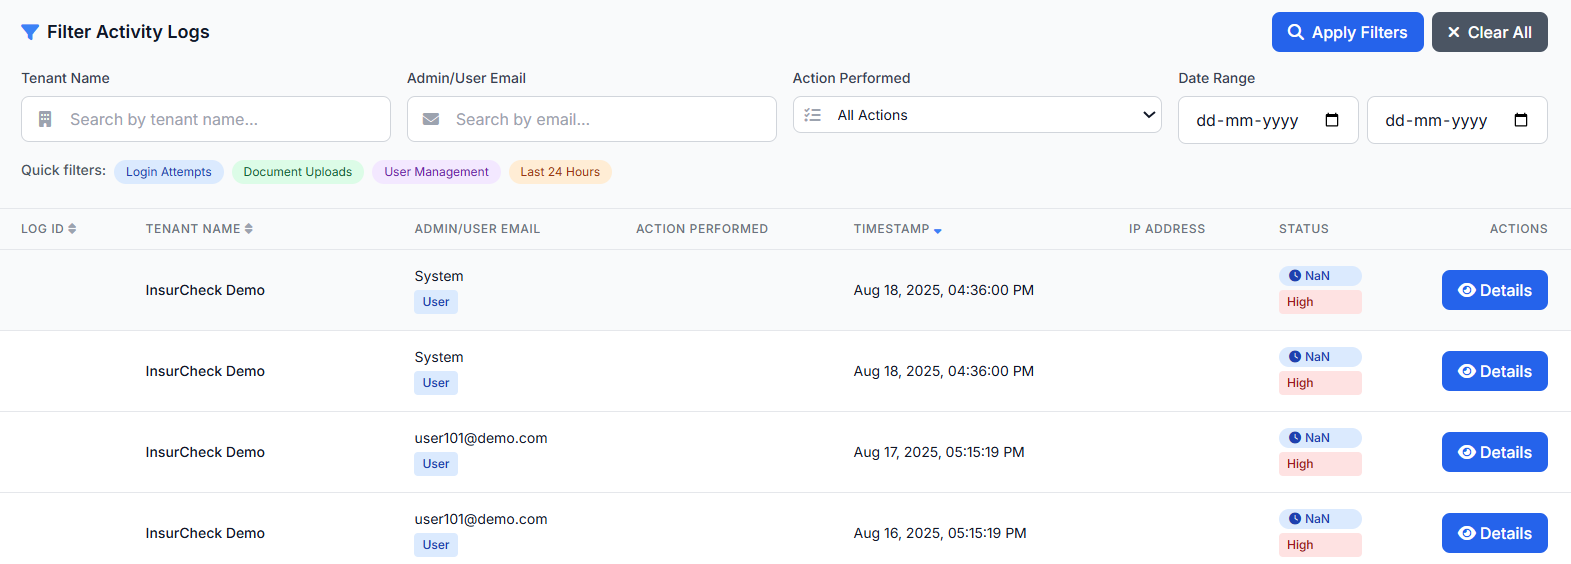 Filter Activity Logs
Apply Filters
Clear All
Tenant Name
Admin/User Email
Action Performed
Date Range
Search by tenant name...
Search by email...
All Actions
dd-mm-yyyy
dd-mm-yyyy
Quick filters: Login Attempts Document Uploads User Management Last 24 Hours
LOG ID TENANT NAME ADMIN/USER EMAIL ACTION PERFORMED TIMESTAMP IP ADDRESS STATUS ACTIONS
InsurCheck Demo
System
User
Aug 18, 2025, 04:36:00 PM
NaN
High
Details
InsurCheck Demo
System
User
Aug 18, 2025, 04:36:00 PM
NaN
High
Details
InsurCheck Demo
user101@demo.com
User
Aug 17, 2025, 05:15:19 PM
NaN
High
Details
InsurCheck Demo
user101@demo.com
User
Aug 16, 2025, 05:15:19 PM
NaN
High
Details